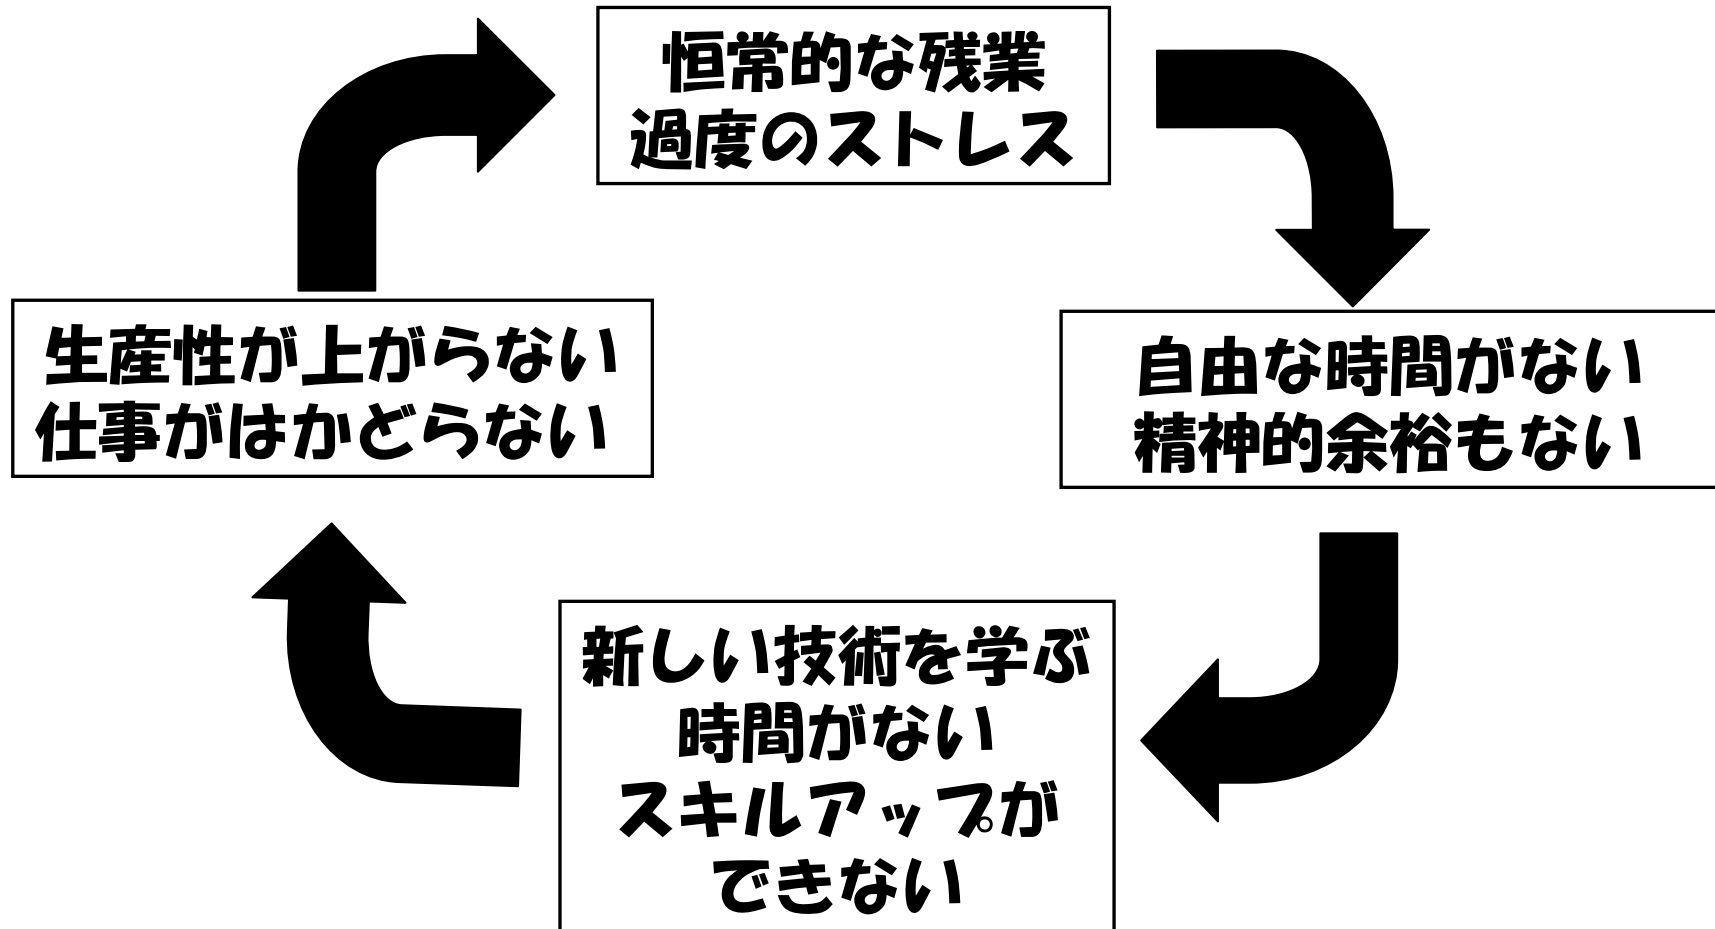 恒常的な残業
過度のストレス
自由な時間がない
精神的余裕もない
新しい技術を学ぶ
時間がない
スキルアップが
できない
生産性が上がらない
仕事がはかどらない